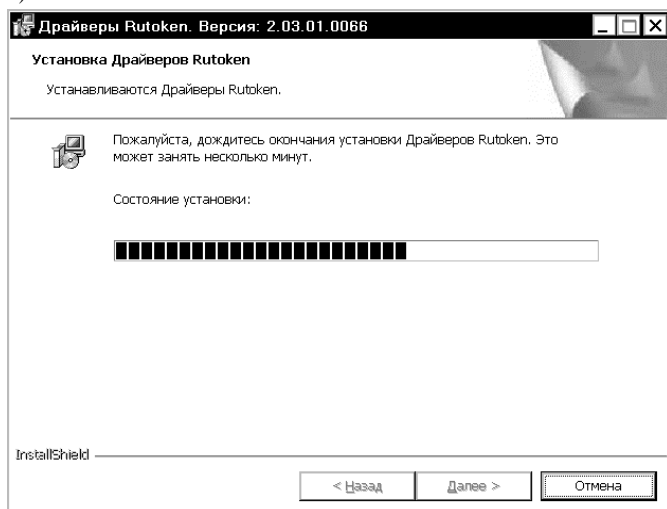 Драйверы Rutoken. Версия: 2.03.01.0066
Установка Драйверов Rutoken
Устанавливаются Драйверы Rutoken.
Пожалуйста, дождитесь окончания установки Драйверов Rutoken. Это
может занять несколько минут.
Состояние установки:
InstallShield
< Назад
Далее >
Отмена